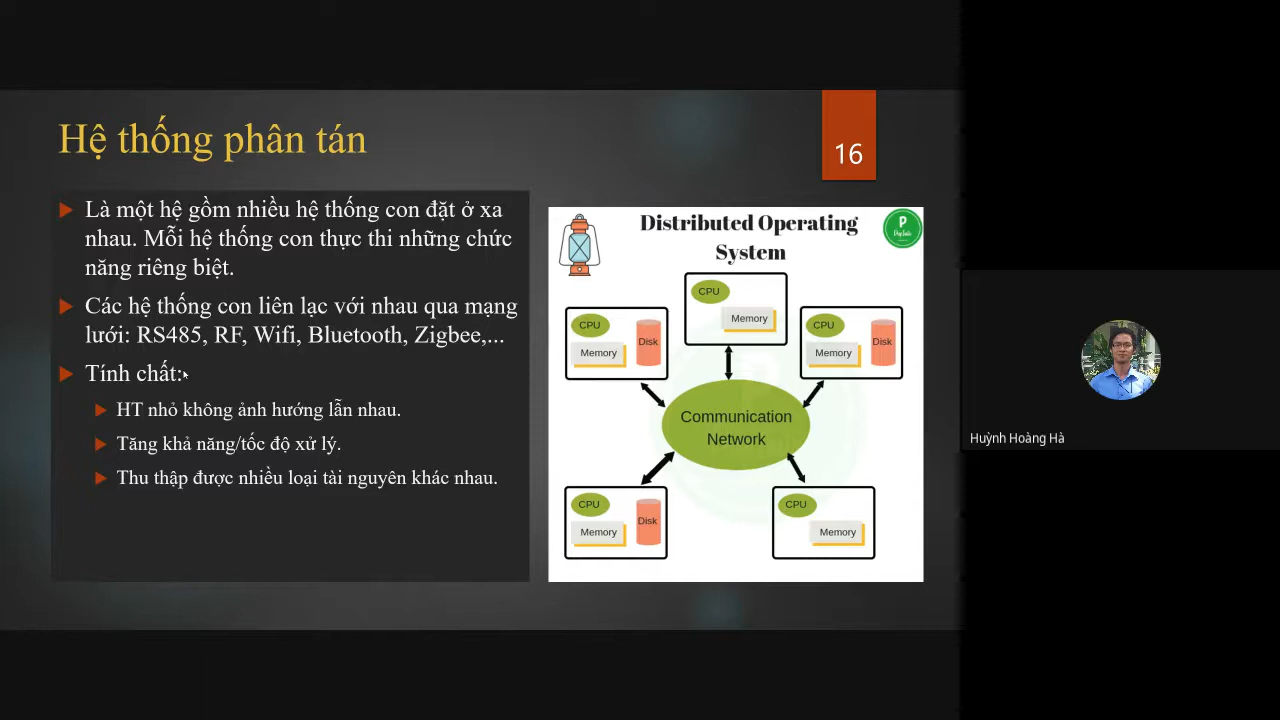 Hệ thống phân tán
16
Là một hệ gồm nhiều hệ thống con đặt ở xa
nhau. Mỗi hệ thống con thực thi những chức
năng riêng biệt.
Các hệ thống con liên lạc với nhau qua mạng
lưới: RS485, RF, Wifi, Bluetooth, Zigbee,...
Tính chất:
HT nhỏ không ảnh hướng lẫn nhau.
Tăng khả năng/tốc độ xử lý.
Thu thập được nhiều loại tài nguyên khác nhau.
Distributed Operating
System
P
CPU
Memory
CPU
Memory
Disk
CPU
Memory
Disk
Communication
Network
CPU
Memory
Disk
CPU
Memory
Huỳnh Hoàng Hà